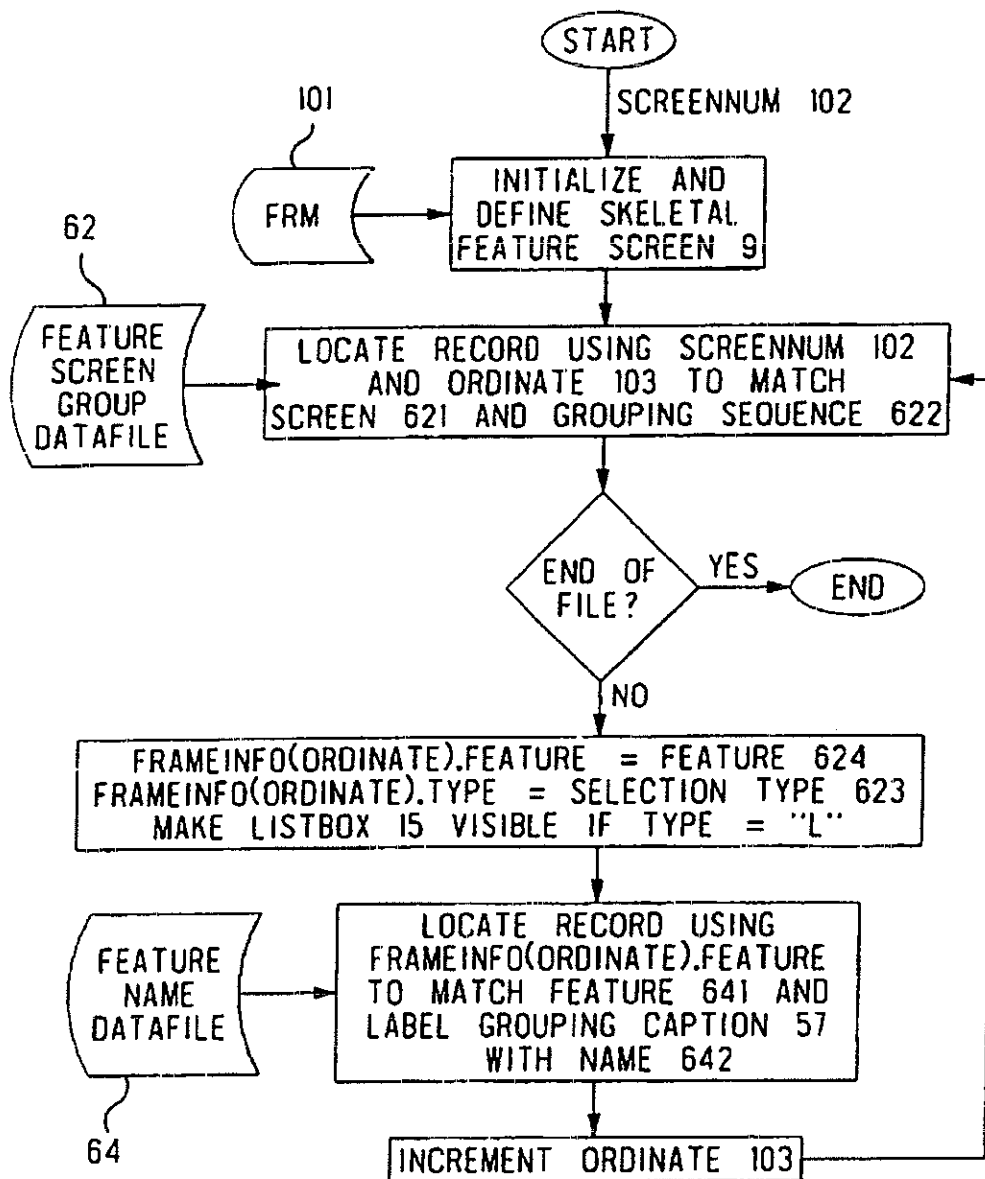 START
SCREENNUM 102
101
FRM
INITIALIZE AND
DEFINE SKELETAL
FEATURE SCREEN 9
62
FEATURE
SCREEN
GROUP
DATAFILE
LOCATE RECORD USING SCREENNUM 102
AND ORDINATE 103 TO MATCH
SCREEN 621 AND GROUPING SEQUENCE 622
END OF
FILE?
YES
END
NO
FRAMEINFO(ORDINATE).FEATURE = FEATURE 624
FRAMEINFO(ORDINATE).TYPE = SELECTION TYPE 623
MAKE LISTBOX 15 VISIBLE IF TYPE = "L"
FEATURE
NAME
DATAFILE
64
LOCATE RECORD USING
FRAMEINFO(ORDINATE).FEATURE
TO MATCH FEATURE 641 AND
LABEL GROUPING CAPTION 57
WITH NAME 642
INCREMENT ORDINATE 103